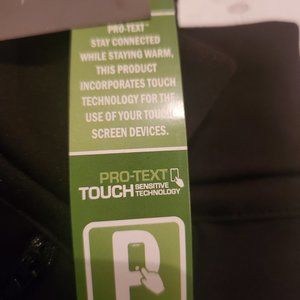 PRO-TEXT™
STAY CONNECTED
WHILE STAYING WARM,
THIS PRODUCT
INCORPORATES TOUCH
TECHNOLOGY FOR THE
USE OF YOUR TOUCH
SCREEN DEVICES.
PRO-TEXT
TOUCH SENSITIVE
TECHNOLOGY
P